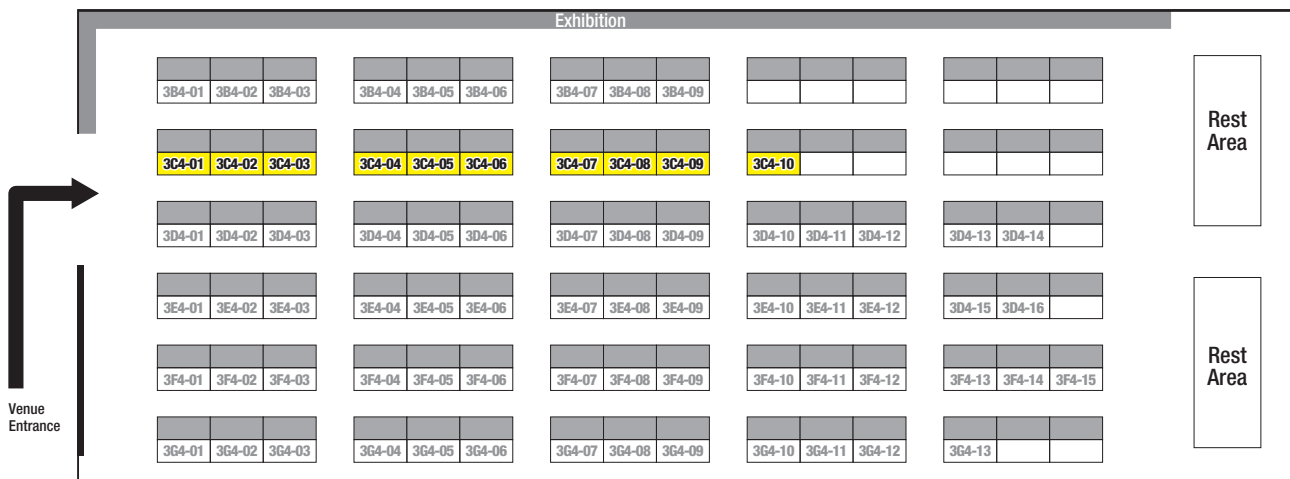 Exhibition
3B4-01 3B4-02 3B4-03 3B4-04 3B4-05 3B4-06 3B4-07 3B4-08 3B4-09
Rest
Area
3C4-01 3C4-02 3C4-03 3C4-04 3C4-05 3C4-06 3C4-07 3C4-08 3C4-09 3C4-10
3D4-01 3D4-02 3D4-03 3D4-04 3D4-05 3D4-06 3D4-07 3D4-08 3D4-09 3D4-10 3D4-11 3D4-12 3D4-13 3D4-14
3E4-01 3E4-02 3E4-03 3E4-04 3E4-05 3E4-06 3E4-07 3E4-08 3E4-09 3E4-10 3E4-11 3E4-12 3D4-15 3D4-16
Rest
Area
3F4-01 3F4-02 3F4-03 3F4-04 3F4-05 3F4-06 3F4-07 3F4-08 3F4-09 3F4-10 3F4-11 3F4-12 3F4-13 3F4-14 3F4-15
Venue
Entrance
3G4-01 3G4-02 3G4-03 3G4-04 3G4-05 3G4-06 3G4-07 3G4-08 3G4-09 3G4-10 3G4-11 3G4-12 3G4-13